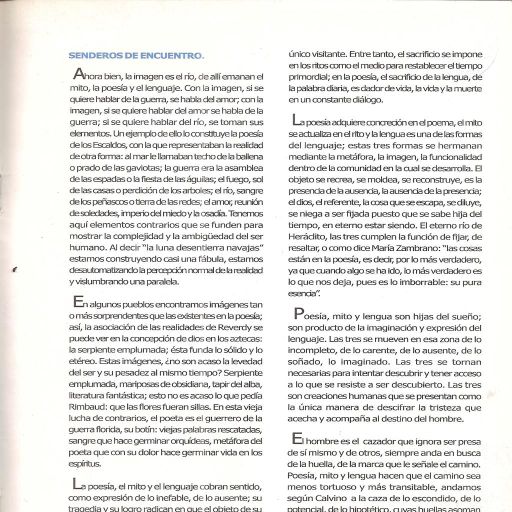 SENDEROS DE ENCUENTRO.
Ahora bien, la imagen es el río, de allí emanan el
mito, la poesía y el lenguaje. Con la imagen, si se
quiere hablar de la guerra, se habla del amor; con la
imagen, si se quiere hablar del amor se habla de la
guerra; si se quiere hablar del río, se toman sus
elementos. Un ejemplo de ello lo constituye la poesía
de los Escaldos, con la que representaban la realidad
de otra forma: al mar le llamaban techo de la ballena
o prado de las gaviotas; la guerra era la asamblea
de las espadas o la fiesta de las águilas; el fuego, sol
de las casas o perdición de los arboles; el río, sangre
de los peñascos o tierra de las redes; el amor, reunión
de soledades, imperio del miedo y la osadía. Tenemos
aquí elementos contrarios que se funden para
mostrar la complejidad y la ambigüedad del ser
humano. Al decir "la luna desentierra navajas"
estamos construyendo casi una fábula, estamos
desautomatizando la percepción normal de la realidad
y vislumbrando una paralela.
En algunos pueblos encontramos imágenes tan
o más sorprendentes que las existentes en la poesía;
así, la asociación de las realidades de Reverdy se
puede ver en la concepción de dios en los aztecas:
la serpiente emplumada; ésta funda lo sólido y lo
etéreo. Estas imágenes, ¿no son acaso la levedad
del ser y su pesadez al mismo tiempo? Serpiente
emplumada, mariposas de obsidiana, tapir del alba,
literatura fantástica; esto no es acaso lo que pedía
Rimbaud: que las flores fueran sillas. En esta vieja
lucha de contrarios, el poeta es el guerrero de la
guerra florida, su botín: viejas palabras rescatadas,
sangre que hace germinar orquídeas, metáfora del
poeta que con su dolor hace germinar vida en los
espíritus.
La poesía, el mito y el lenguaje cobran sentido,
como expresión de lo inefable, de lo ausente; su
tragedia y su logro radican en que el objeto de su
único visitante. Entre tanto, el sacrificio se impone
en los ritos como el medio para restablecer el tiempo
primordial; en la poesía, el sacrificio de la lengua, de
la palabra diaria, es dador de vida, la vida y la muerte
en un constante diálogo.
La poesía adquiere concreción en el poema, el mito
se actualiza en el rito y la lengua es una de las formas
del lenguaje; estas tres formas se hermanan
mediante la metáfora, la imagen, la funcionalidad
dentro de la comunidad en la cual se desarrolla. El
objeto se recrea, se moldea, se reconstruye, es la
presencia de la ausencia, la ausencia de la presencia;
el dios, el referente, la cosa que se escapa, se diluye,
se niega a ser fijada puesto que se sabe hija del
tiempo, en eterno estar siendo. El eterno río de
Heráclito, las tres cumplen la función de fijar, de
resaltar, o como dice María Zambrano: "las cosas
están en la poesía, es decir, por lo más verdadero,
ya que cuando algo se ha ido, lo más verdadero es
lo que nos deja, pues es lo imborrable: su pura
esencia".
Poesía, mito y lengua son hijas del sueño;
son producto de la imaginación y expresión del
lenguaje. Las tres se mueven en esa zona de lo
incompleto, de lo carente, de lo ausente, de lo
soñado, lo imaginado. Las tres se tornan
necesarias para intentar descubrir y tener acceso
a lo que se resiste a ser descubierto. Las tres
son creaciones humanas que se presentan como
la única manera de descifrar la tristeza que
acecha y acompaña al destino del hombre.
El hombre es el cazador que ignora ser presa
de sí mismo y de otros, siempre anda en busca
de la huella, de la marca que le señale el camino.
Poesía, mito y lengua hacen que el camino sea
menos tortuoso y más transitable, andamos
según Calvino a la caza de lo escondido, de lo
potencial, de lo hipotético, cuyas huellas asoman